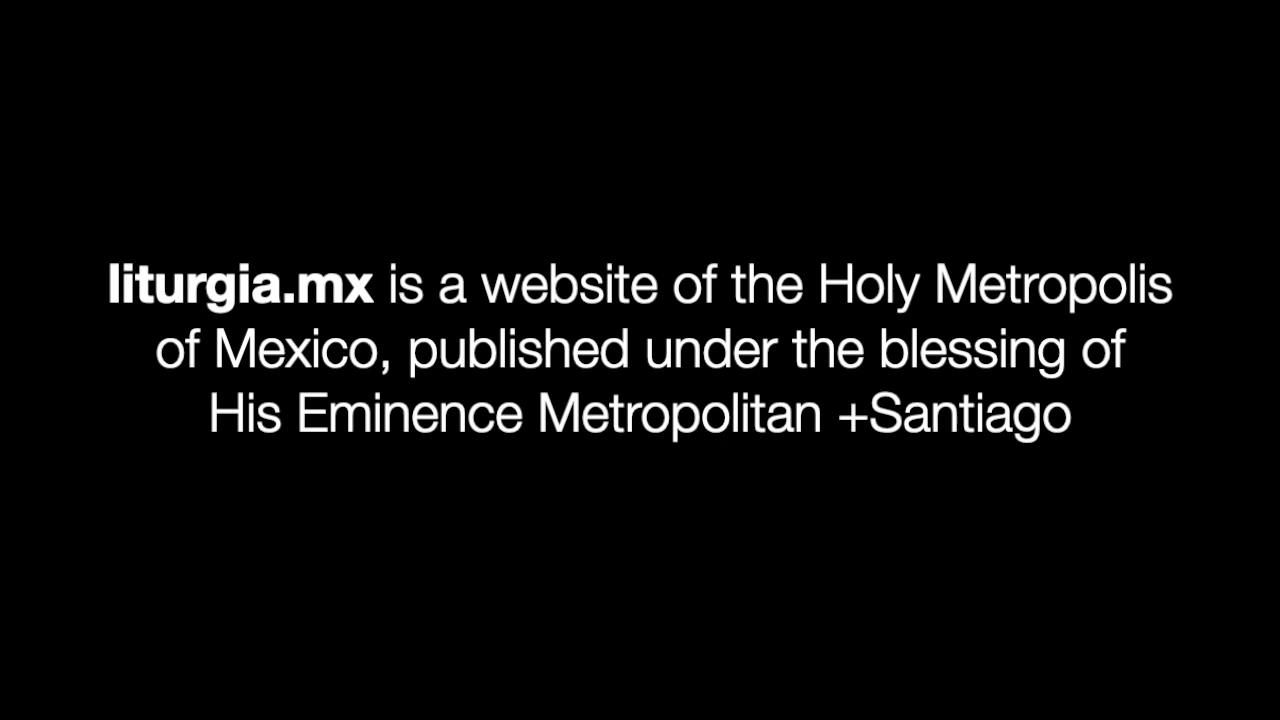 liturgia.mx is a website of the Holy Metropolis
of Mexico, published under the blessing of
His Eminence Metropolitan +Santiago